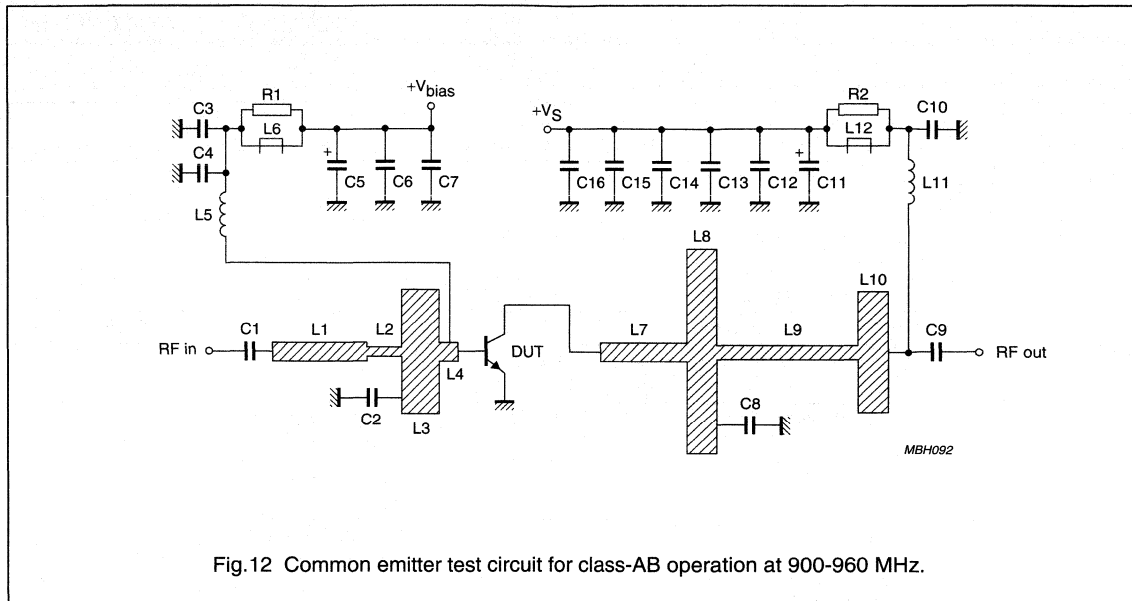 +Vbias
R1
C3
L6
C4
C5
C6
C7
L5
+VS
R2
C10
L12
C16
C15
C14
C13
C12
+
C11
L11
+
L8
L10
RF in
C1
L1
L2
L4
DUT
L7
L9
C9
RF out
C2
L3
C8
MBH092
Fig.12 Common emitter test circuit for class-AB operation at 900-960 MHz.